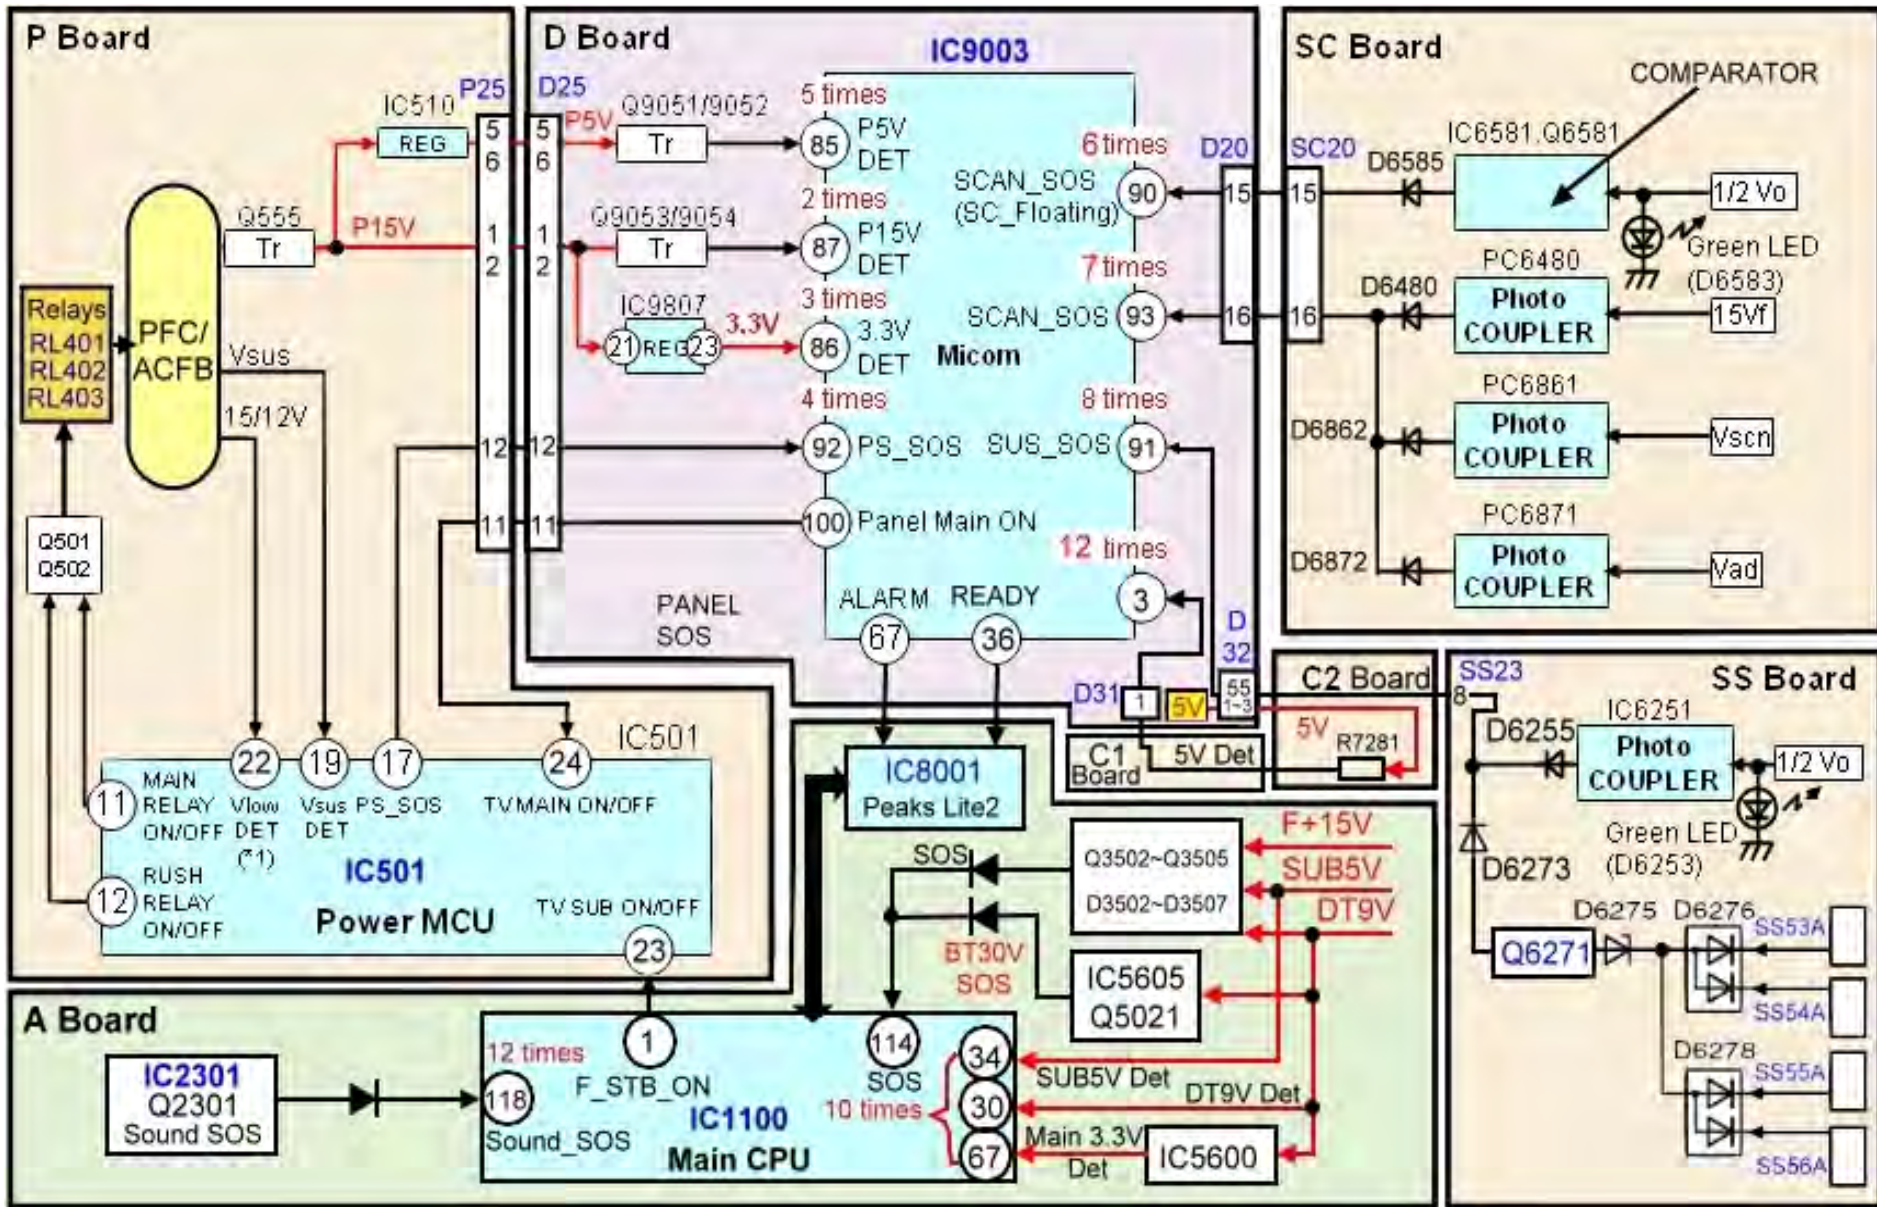 P Board
D Board
SC Board
IC9003
COMPARATOR
P25
D25
IC510
REG
5
6
5
6
P5V
Q9051/9052
Tr
5 times
85
P5V
DET
6 times
SCAN_SOS
(SC_Floating)
90
D20
SC20
15
15
D6585
IC6581.Q6581
1/2 Vo
Green LED
(D6583)
Q555
Tr
P15V
1
2
1
2
Q9053/9054
Tr
2 times
87
P15V
DET
7 times
SCAN_SOS
93
16
16
D6480
PC6480
Photo
COUPLER
15Vf
Relays
RL401
RL402
RL403
PFC/
ACFB
Vsus
15/12V
IC9807
21
REG
23
3.3V
3 times
86
3.3V
DET
Micom
PC6861
Photo
COUPLER
D6862
Vscn
12
12
4 times
92
PS_SOS
8 times
SUS_SOS
91
11
11
100
Panel Main ON
PC6871
Photo
COUPLER
D6872
Vad
Q501
Q502
12 times
3
PANEL
SOS
ALARM
READY
67
36
D
32
D31
1
5V
55
1~3
C2 Board
5V
R7281
C1
Board
5V Det
SS23
8
SS Board
IC6251
Photo
COUPLER
D6255
1/2 Vo
Green LED
(D6253)
D6273
D6275
D6276
Q6271
SS53A
SS54A
D6278
SS55A
SS56A
IC501
22
19
17
24
11
MAIN
RELAY
ON/OFF
Vlow
DET
(*1)
Vsus
DET
PS_SOS
TV MAIN ON/OFF
IC501
Power MCU
12
RUSH
RELAY
ON/OFF
TV SUB ON/OFF
23
IC8001
Peaks Lite2
SOS
Q3502~Q3505
D3502~D3507
F+15V
SUB5V
DT9V
BT30V
SOS
IC5605
Q5021
A Board
IC2301
Q2301
Sound SOS
12 times
118
Sound_SOS
1
F_STB_ON
114
SOS
IC1100
Main CPU
10 times
34
30
67
SUB5V Det
DT9V Det
Main 3.3V
Det
IC5600